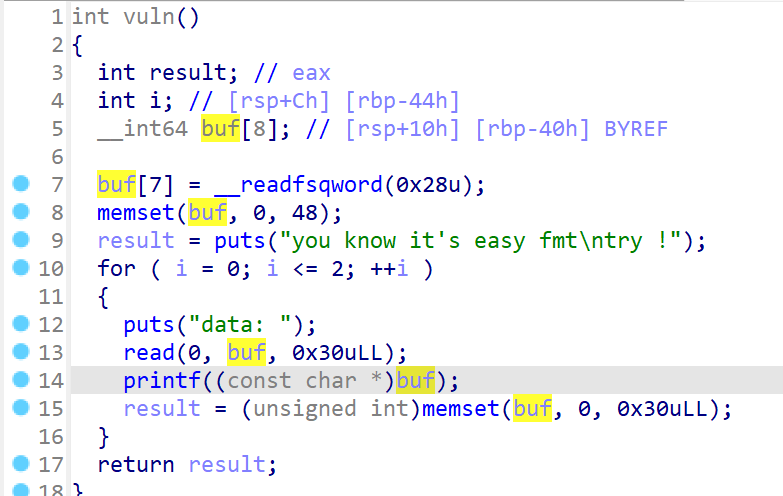 1 int vuln()
2 {
3   int result; // eax
4   int i; // [rsp+Ch] [rbp-44h]
5   __int64 buf[8]; // [rsp+10h] [rbp-40h] BYREF
6
7   buf[7] = __readfsqword(0x28u);
8   memset(buf, 0, 48);
9   result = puts("you know it's easy fmt\ntry !");
10   for ( i = 0; i <= 2; ++i )
11   {
12     puts("data: ");
13     read(0, buf, 0x30uLL);
14     printf((const char *)buf);
15     result = (unsigned int)memset(buf, 0, 0x30uLL);
16   }
17   return result;
18 }